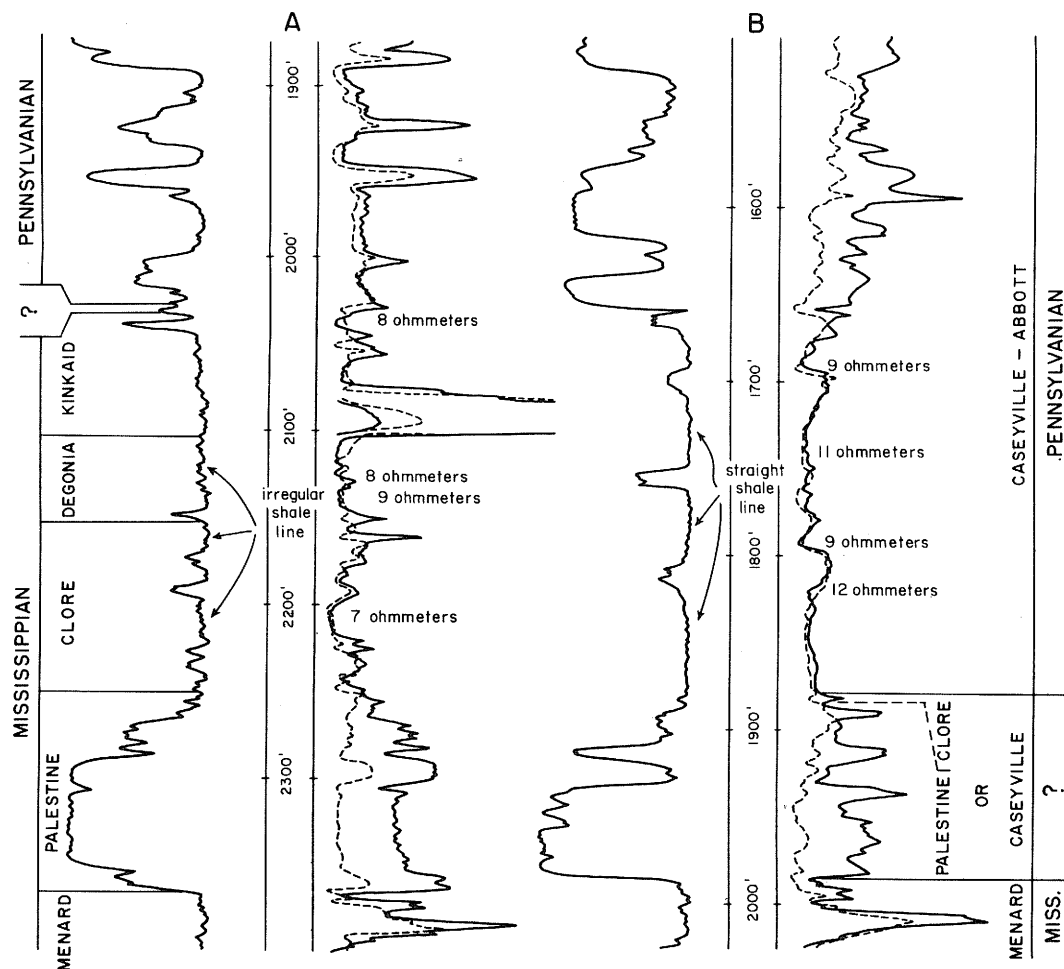 A
B
PENNSYLVANIAN
?
MISSISSIPPIAN
KINKAID
DEGONIA
CLORE
PALESTINE
MENARD
irregular
shale
line
1900'
2000'
2100'
2200'
2300'
8 ohmmeters
8 ohmmeters
9 ohmmeters
7 ohmmeters
straight
shale
line
1600'
1700'
1800'
1900'
2000'
9 ohmmeters
11 ohmmeters
9 ohmmeters
12 ohmmeters
CASEYVILLE – ABBOTT
PENNSYLVANIAN
PALESTINE
CLORE
OR
CASEYVILLE
?
MENARD
MISS.